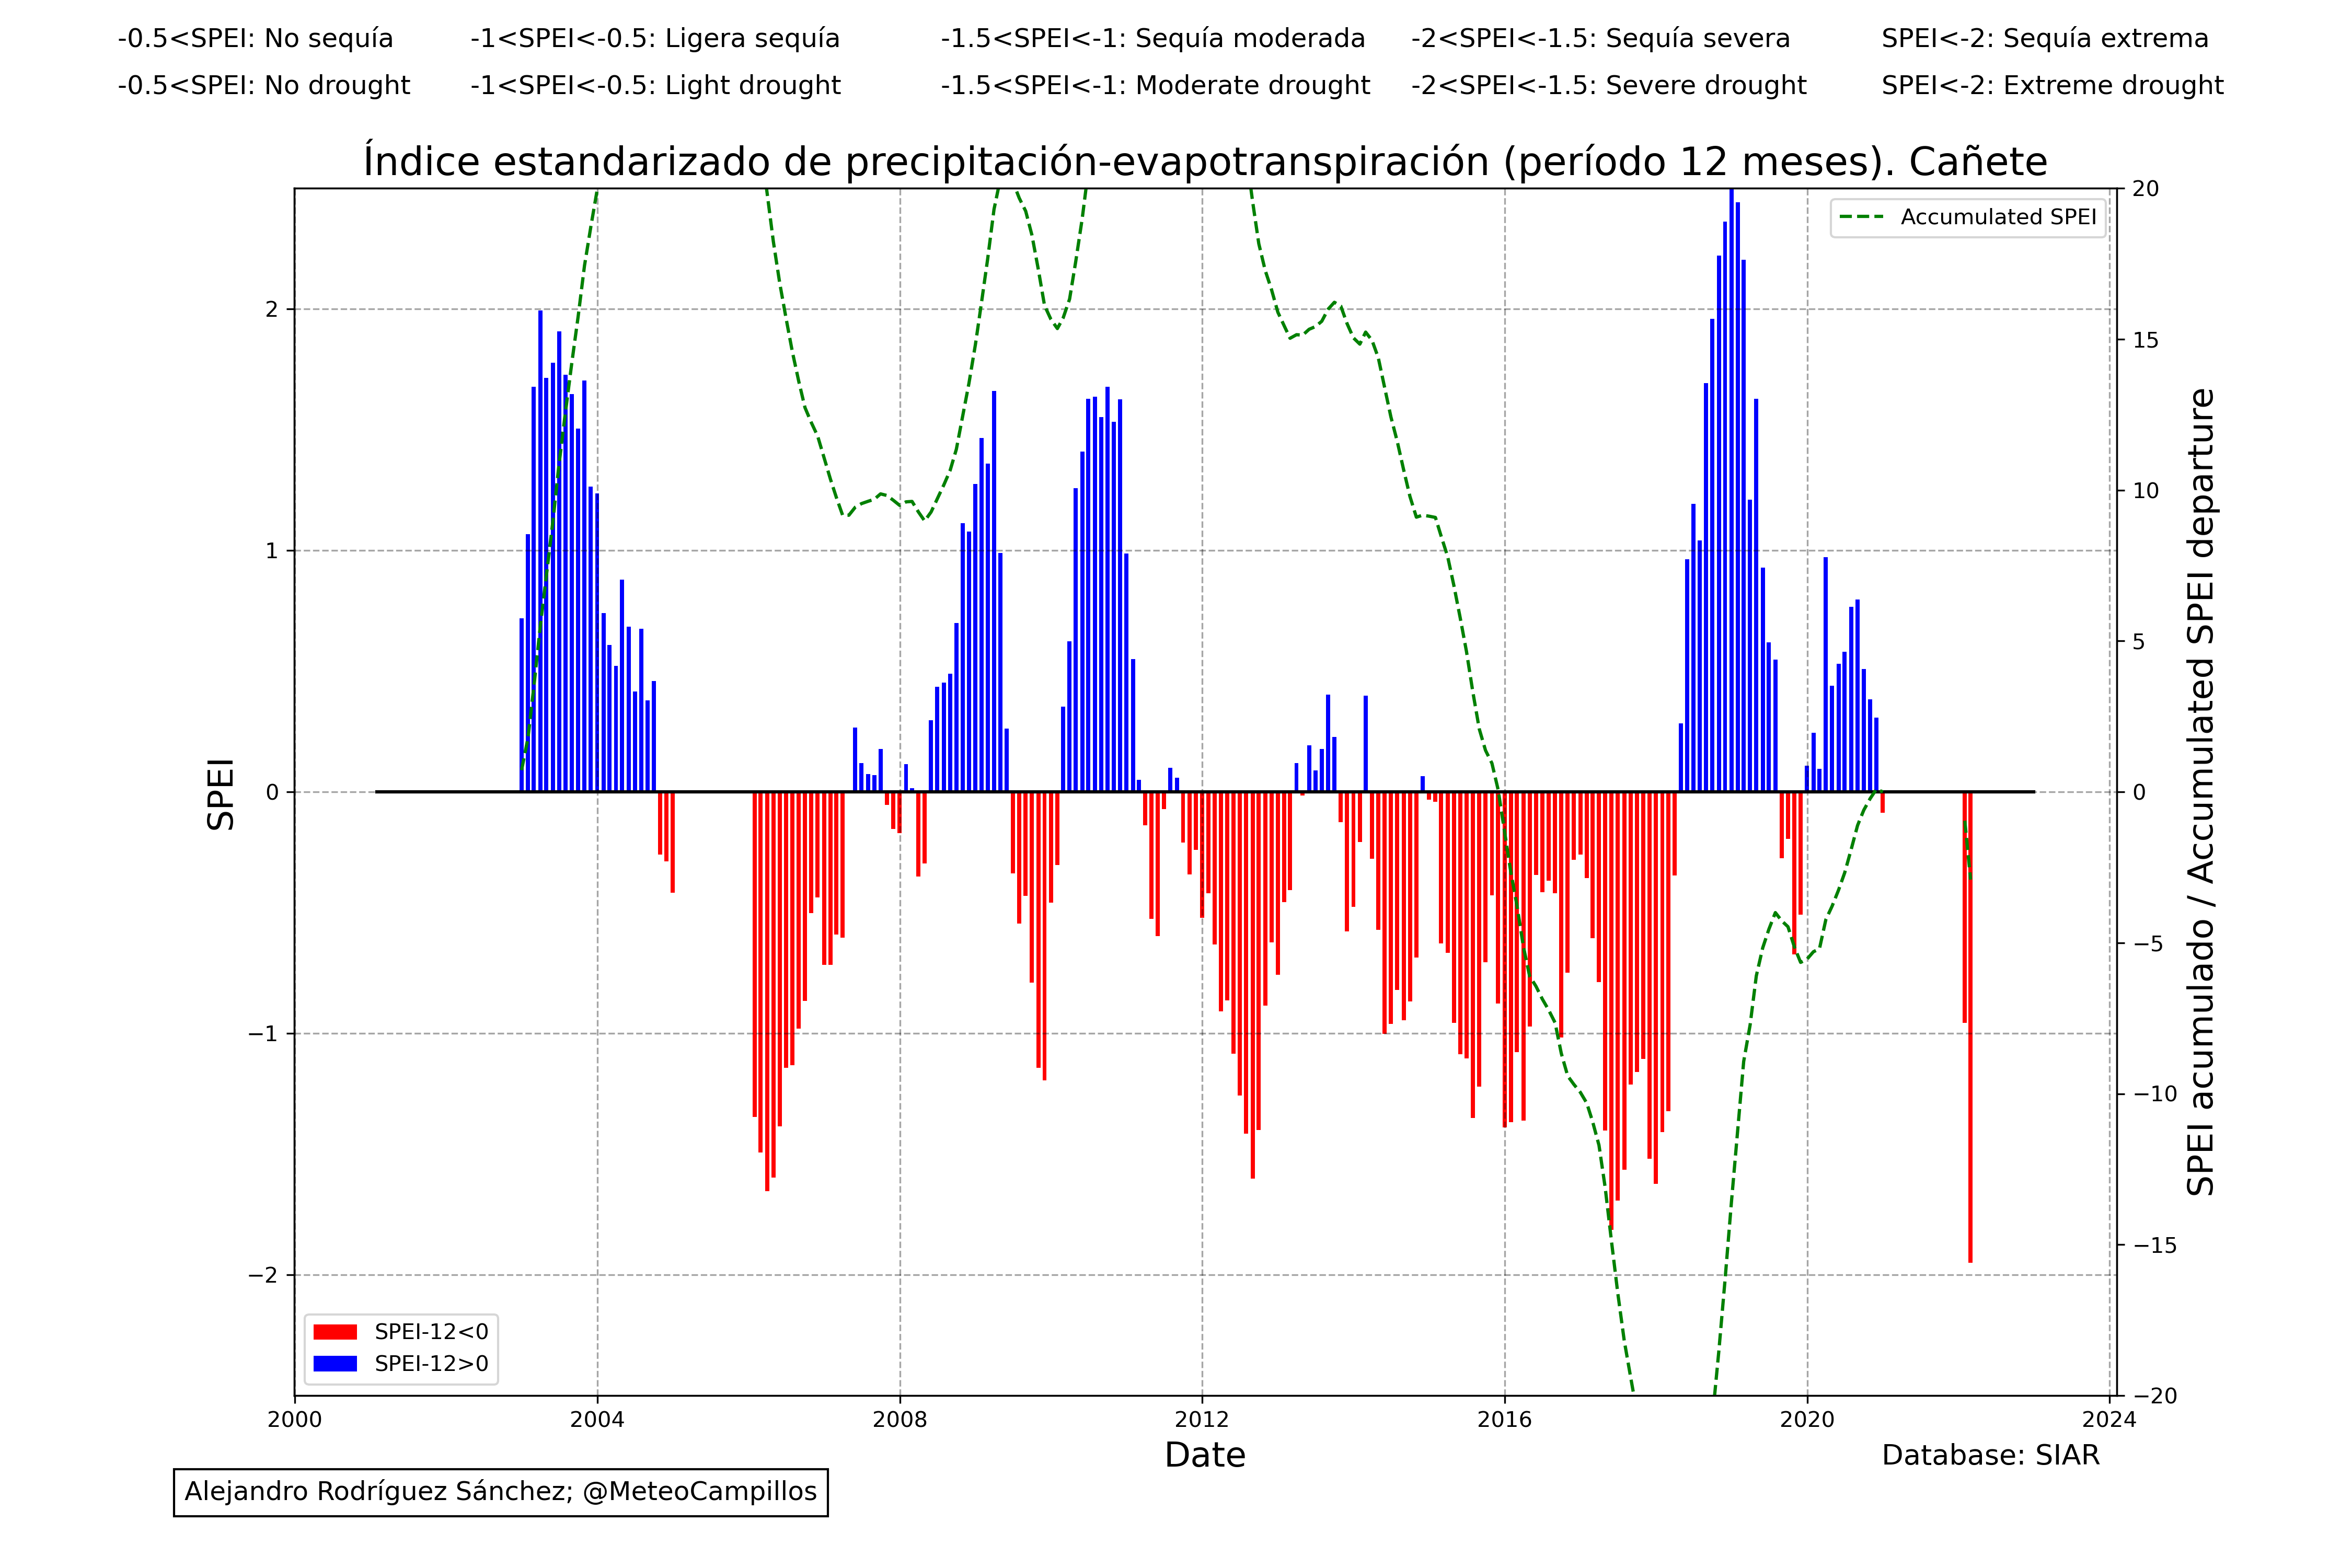 -0.5<SPEI: No sequía -1<SPEI<-0.5: Ligera sequía -1.5<SPEI<-1: Sequía moderada -2<SPEI<-1.5: Sequía severa SPEI<-2: Sequía extrema
-0.5<SPEI: No drought -1<SPEI<-0.5: Light drought -1.5<SPEI<-1: Moderate drought -2<SPEI<-1.5: Severe drought SPEI<-2: Extreme drought
Índice estandarizado de precipitación-evapotranspiración (período 12 meses). Cañete
Accumulated SPEI
SPEI
2
1
0
−1
−2
20
15
10
5
0
−5
−10
−15
−20
SPEI acumulado / Accumulated SPEI departure
SPEI-12<0
SPEI-12>0
2000 2004 2008 2012 2016 2020 2024
Date
Database: SIAR
Alejandro Rodríguez Sánchez; @MeteoCampillos